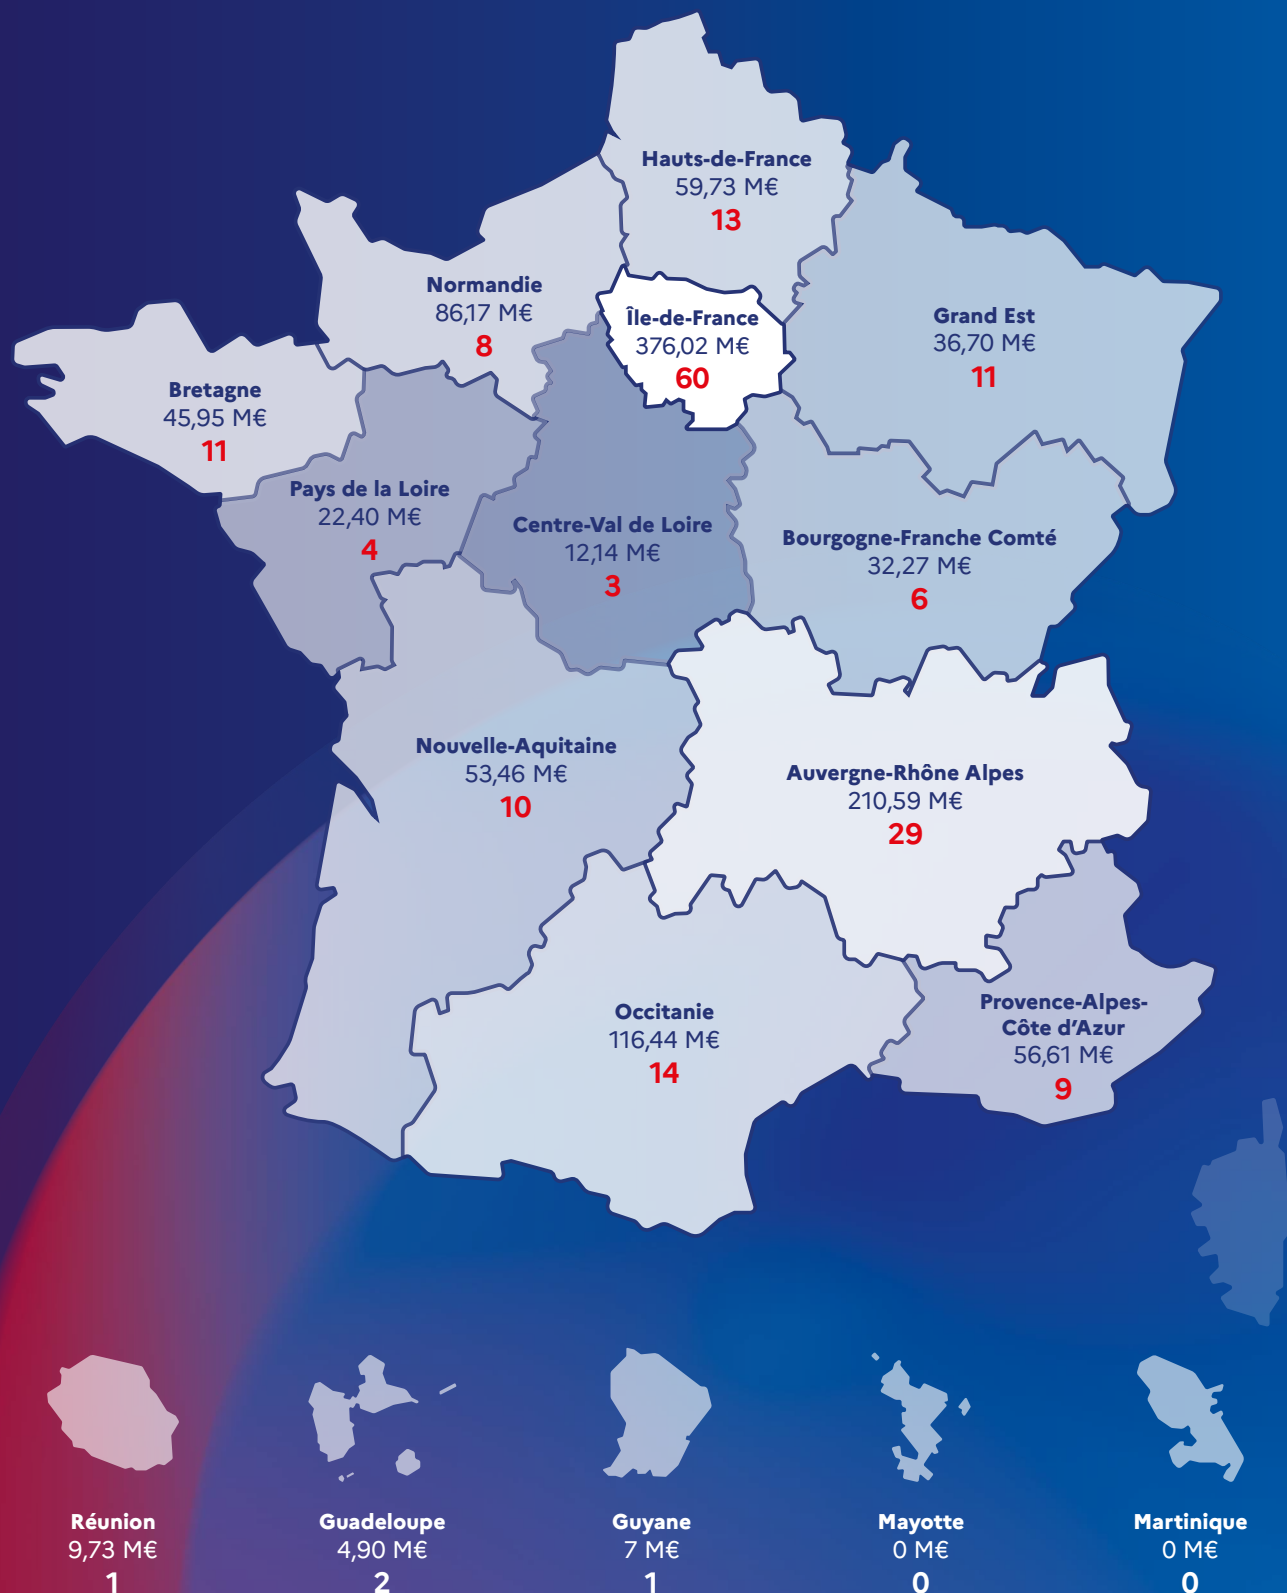 Hauts-de-France
59,73 M€
13
Normandie
86,17 M€
8
Île-de-France
376,02 M€
60
Grand Est
36,70 M€
11
Bretagne
45,95 M€
11
Pays de la Loire
22,40 M€
4
Centre-Val de Loire
12,14 M€
3
Bourgogne-Franche Comté
32,27 M€
6
Nouvelle-Aquitaine
53,46 M€
10
Auvergne-Rhône Alpes
210,59 M€
29
Occitanie
116,44 M€
14
Provence-Alpes-
Côte d’Azur
56,61 M€
9
Réunion
9,73 M€
1
Guadeloupe
4,90 M€
2
Guyane
7 M€
1
Mayotte
0 M€
0
Martinique
0 M€
0